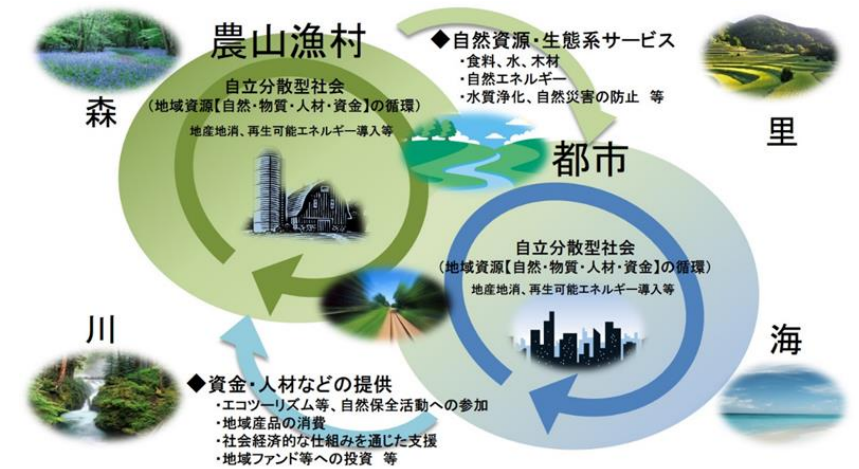 農山漁村
自立分散型社会
(地域資源【自然・物質・人材・資金】の循環)
地産地消、再生可能エネルギー導入等
森
◆自然資源・生態系サービス
・食料、水、木材
・自然エネルギー
・水質浄化、自然災害の防止 等
里
都市
自立分散型社会
(地域資源【自然・物質・人材・資金】の循環)
地産地消、再生可能エネルギー導入等
川
◆資金・人材などの提供
・エコツーリズム等、自然保全活動への参加
・地域産品の消費
・社会経済的な仕組みを通じた支援
・地域ファンド等への投資 等
海